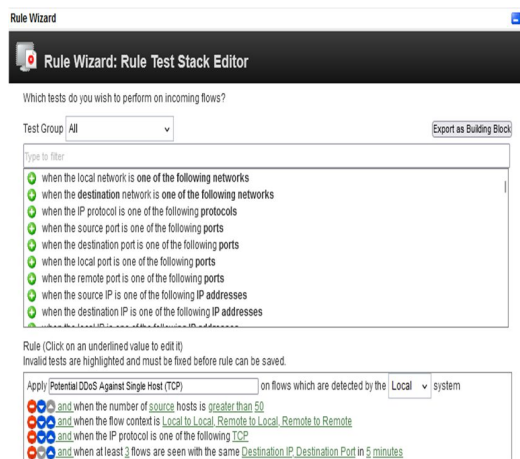 Rule Wizard
Rule Wizard: Rule Test Stack Editor
Which tests do you wish to perform on incoming flows?
Test Group All
Export as Building Block
Type to filter
when the local network is one of the following networks
when the destination network is one of the following networks
when the IP protocol is one of the following protocols
when the source port is one of the following ports
when the destination port is one of the following ports
when the local port is one of the following ports
when the remote port is one of the following ports
when the source IP is one of the following IP addresses
when the destination IP is one of the following IP addresses
when the local IP is one of the following IP addresses
Rule (Click on an underlined value to edit it)
Invalid tests are highlighted and must be fixed before rule can be saved.
Apply Potential DDoS Against Single Host (TCP) on flows which are detected by the Local system
and when the number of source hosts is greater than 50
and when the flow context is Local to Local, Remote to Local, Remote to Remote
and when the IP protocol is one of the following TCP
and when at least 3 flows are seen with the same Destination IP, Destination Port in 5 minutes